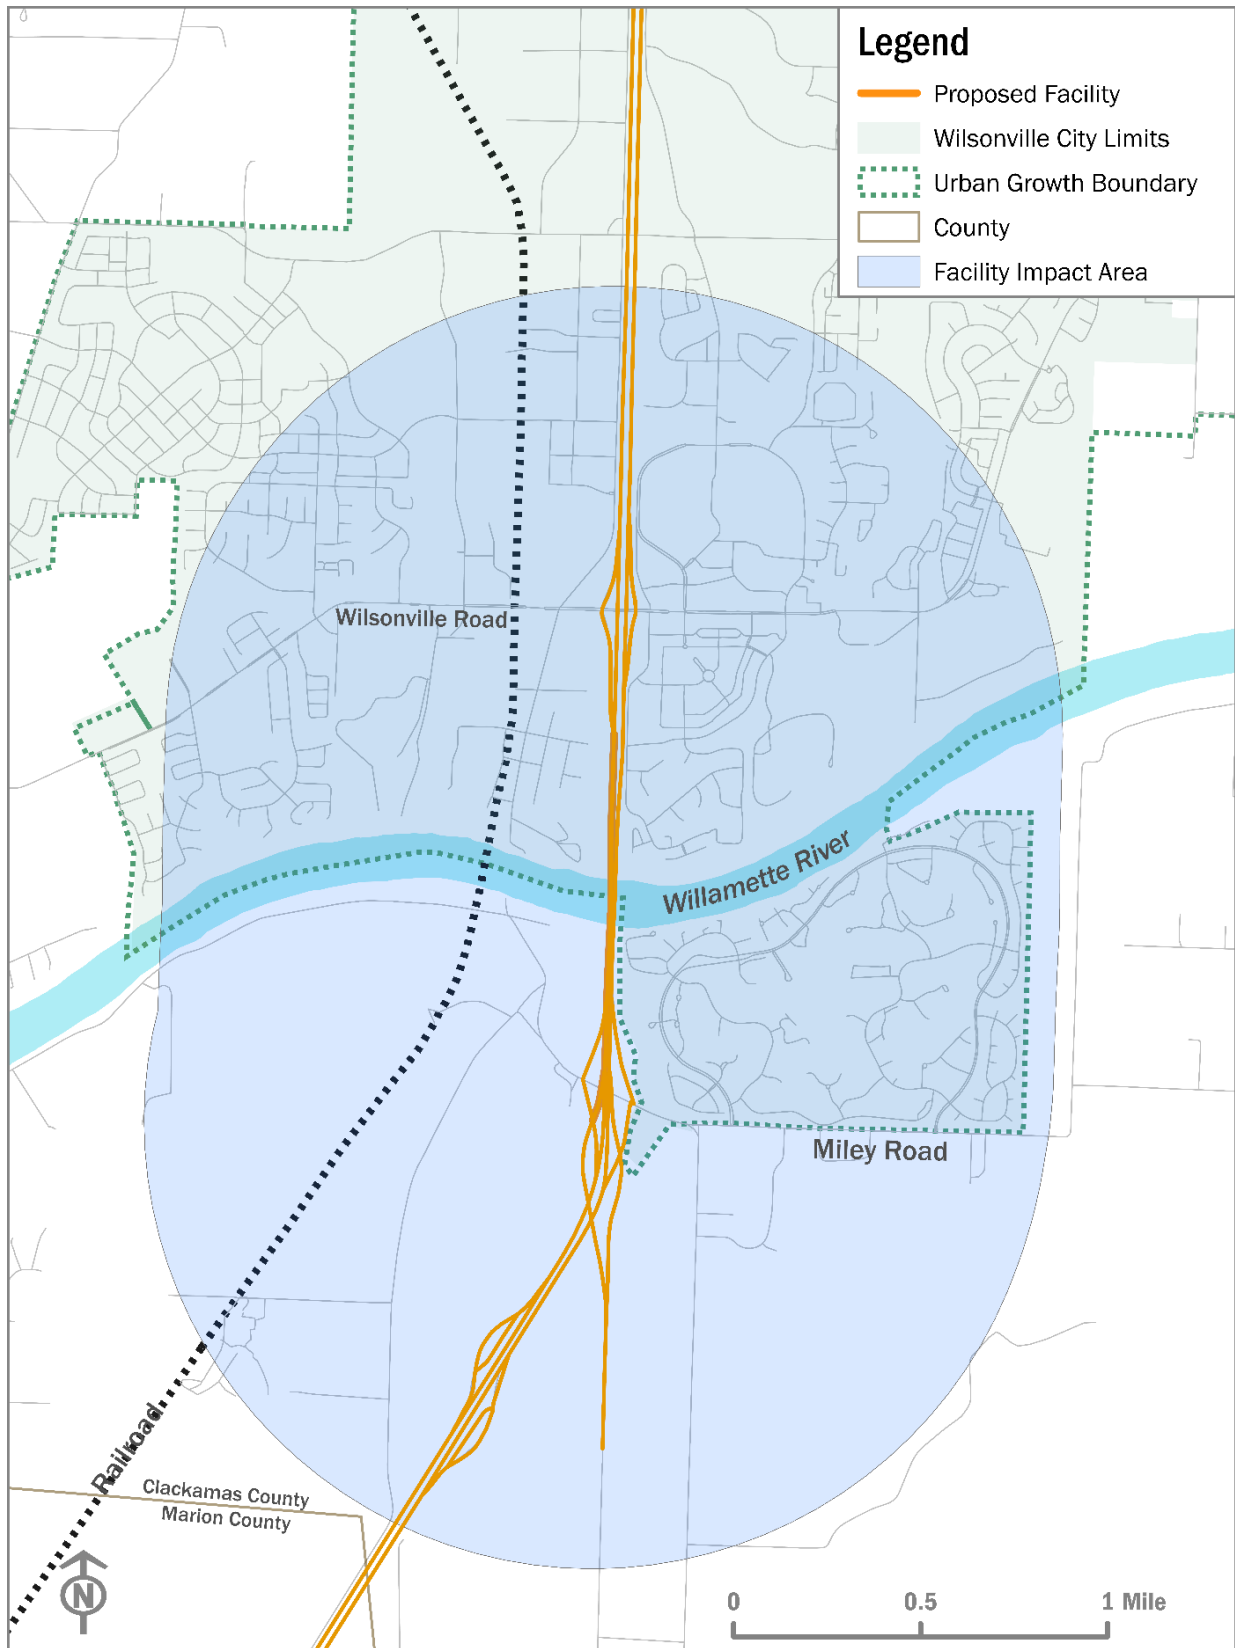 Legend
Proposed Facility
Wilsonville City Limits
Urban Growth Boundary
County
Facility Impact Area
Wilsonville Road
Willamette River
Miley Road
Railroad
Clackamas County
Marion County
N
0 0.5 1 Mile